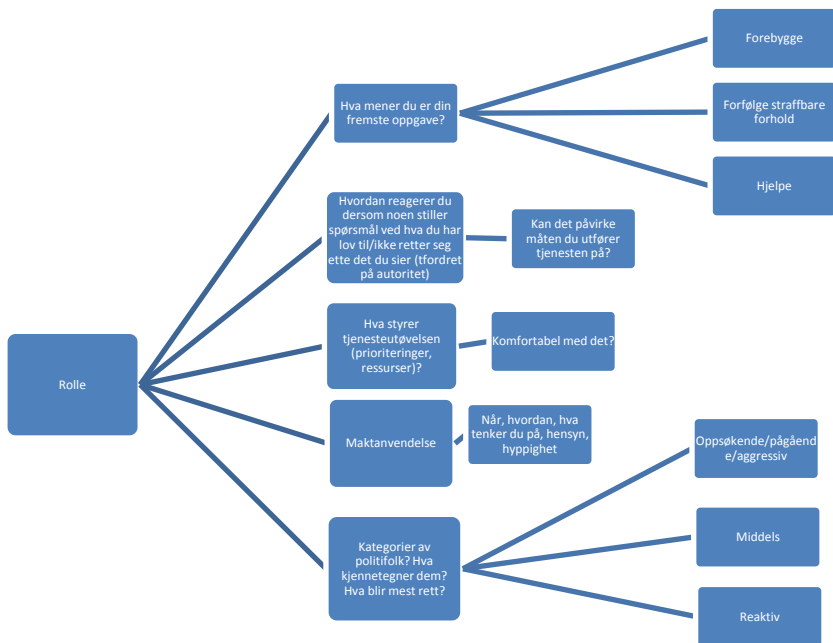 Rolle
Hva mener du er din
fremste oppgave?
Forebygge
Forfølge straffbare
forhold
Hjelpe
Hvordan reagerer du
dersom noen stiller
spørsmål ved hva du har
lov til/ikke retter seg
ette det du sier (tfordret
på autoritet)
Kan det påvirke
måten du utfører
tjenesten på?
Hva styrer
tjenesteutøvelsen
(prioriteringer,
ressurser)?
Komfortabel med det?
Maktanvendelse
Når, hvordan, hva
tenker du på, hensyn,
hyppighet
Kategorier av
politifolk? Hva
kjennetegner dem?
Hva blir mest rett?
Oppsøkende/pågåend
e/aggressiv
Middels
Reaktiv